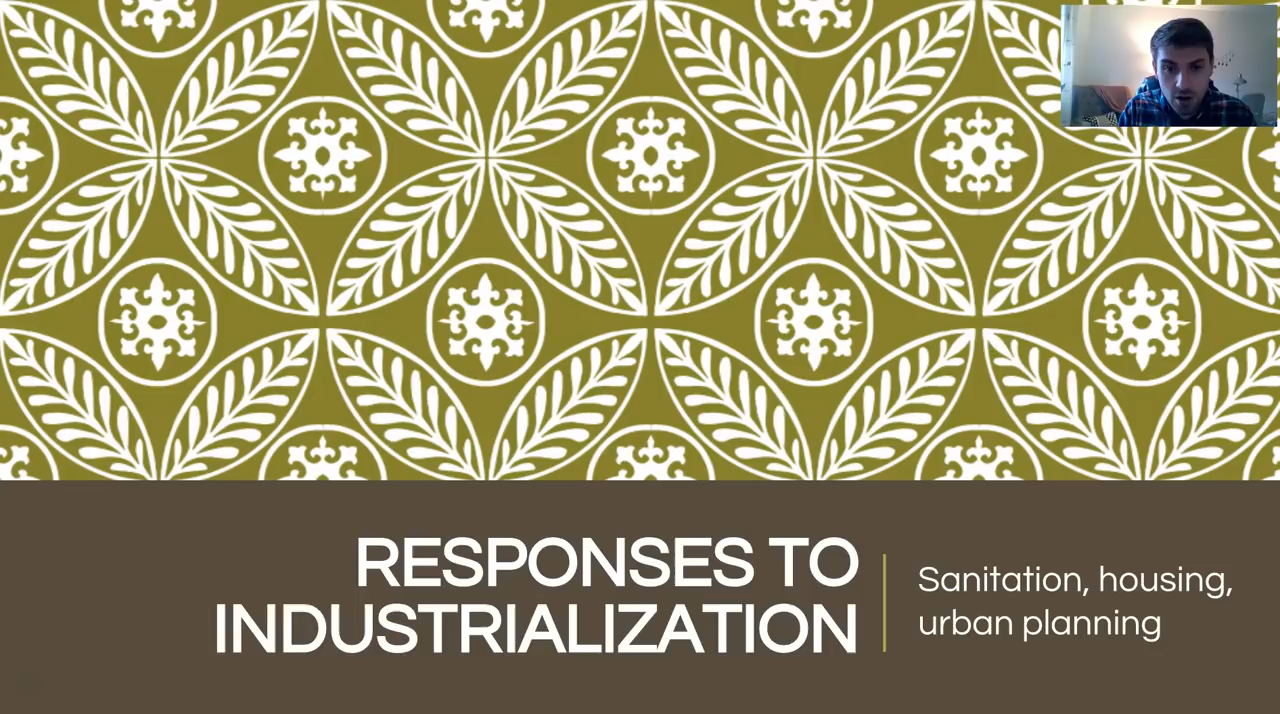 RESPONSES TO
INDUSTRIALIZATION
Sanitation, housing,
urban planning